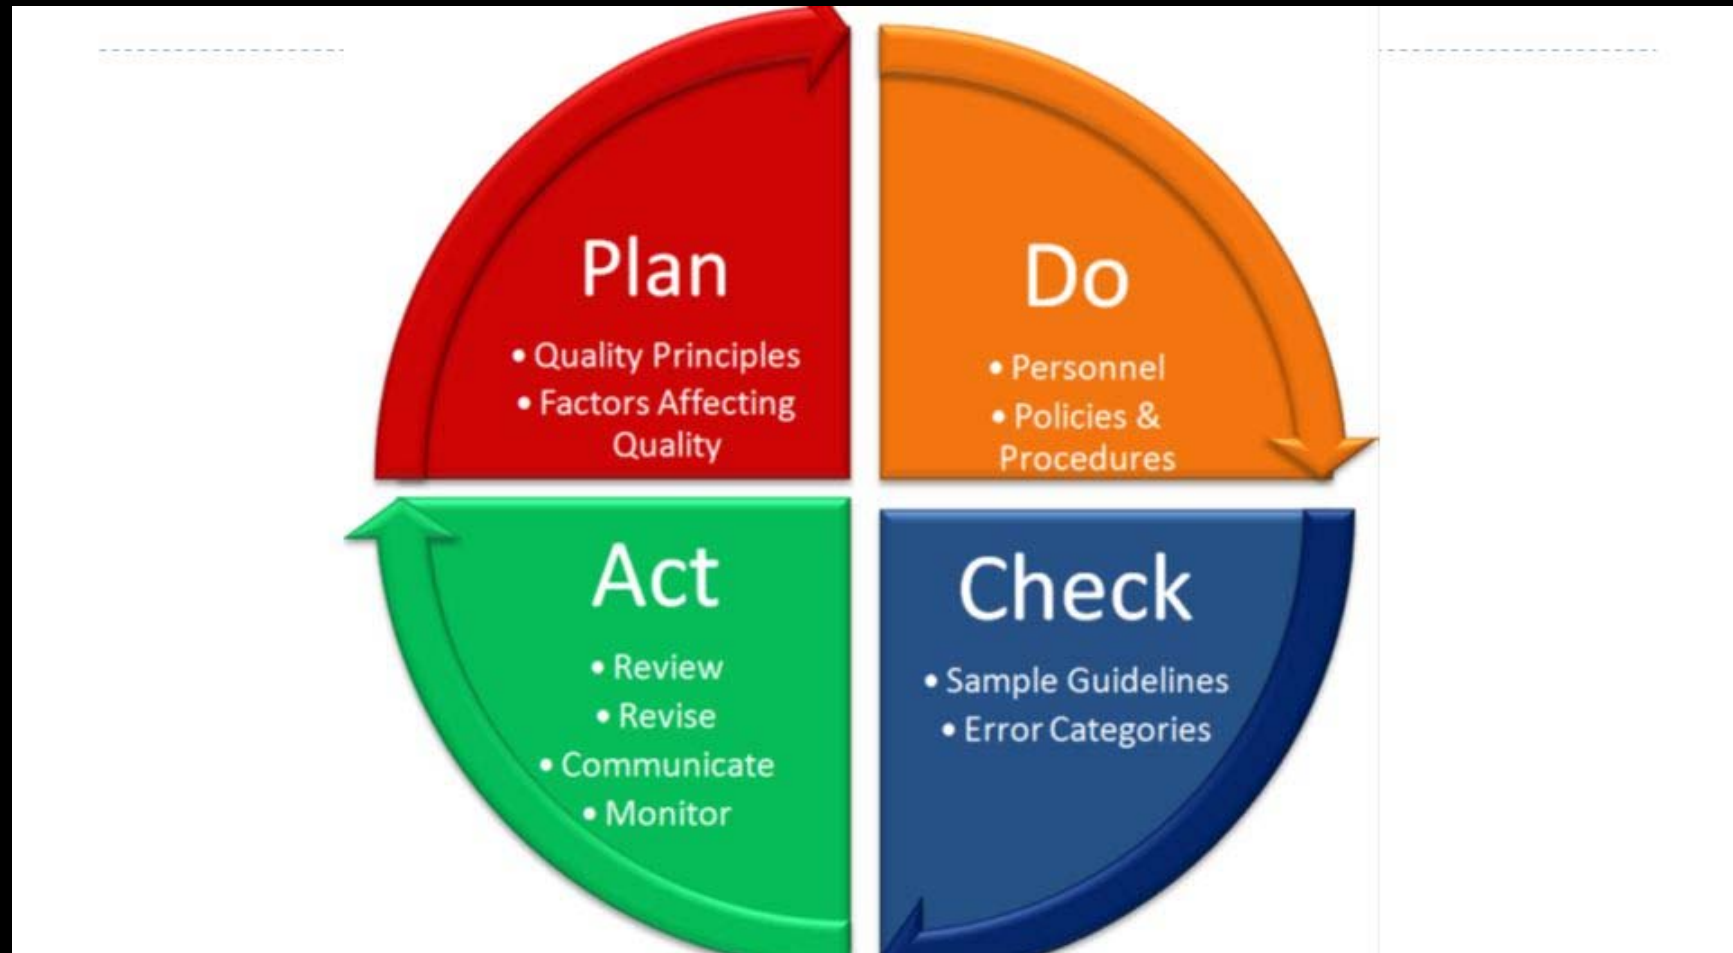 Plan
• Quality Principles
• Factors Affecting
Quality
Do
• Personnel
• Policies &
Procedures
Act
• Review
• Revise
• Communicate
• Monitor
Check
• Sample Guidelines
• Error Categories